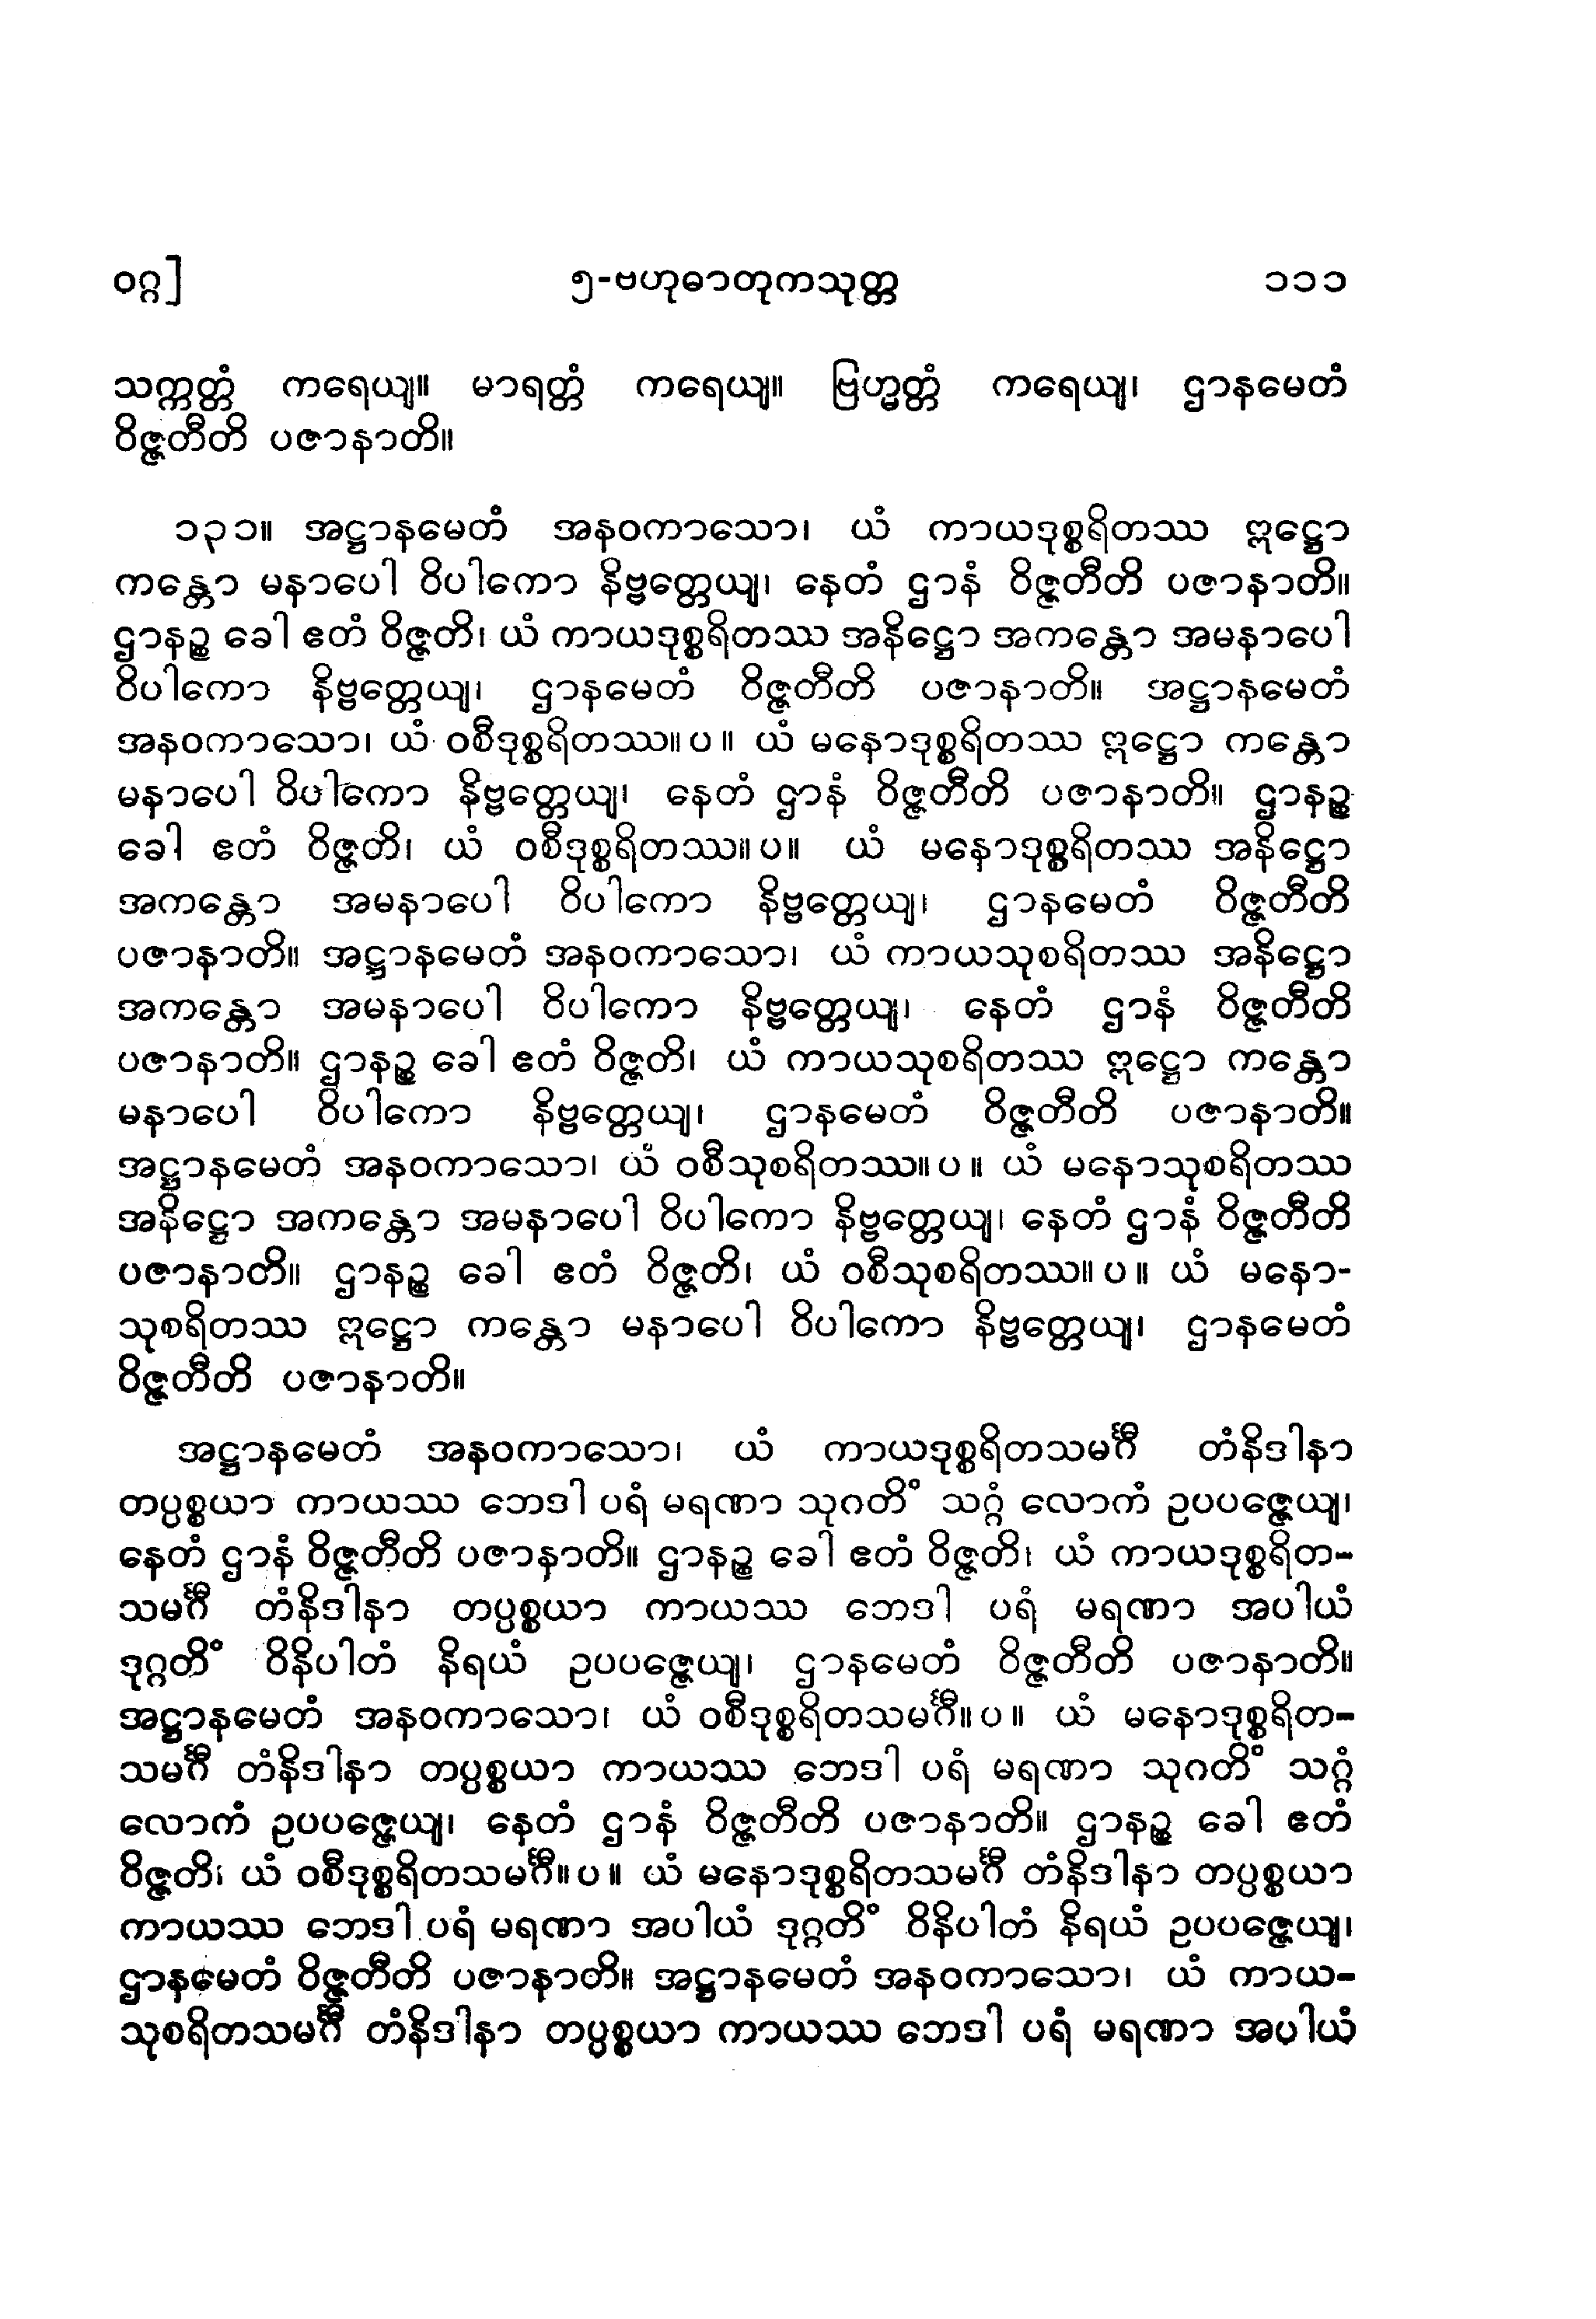 ဝဂ္ဂ] ၅-ဗဟုဓာတုကသုတ္တ ၁၁၁
သက္ကတ္တံ ကရေယျ။ မာရတ္တံ ကရေယျ။ ဗြဟ္မတ္တံ ကရေယျ၊ ဌာနမေတံ
ဝိဇ္ဇတီတိ ပဇာနာတိ။
၁၃၁။ အဋ္ဌာနမေတံ အနဝကာသော၊ ယံ ကာယဒုစ္စရိတဿ ဣဋ္ဌော
ကန္တော မနာပေါ ဝိပါကော နိဗ္ဗတ္တေယျ၊ နေတံ ဌာနံ ဝိဇ္ဇတီတိ ပဇာနာတိ။
ဌာနဉ္စ ခေါ ဧတံ ဝိဇ္ဇတိ၊ ယံ ကာယဒုစ္စရိတဿ အနိဋ္ဌော အကန္တော အမနာပေါ
ဝိပါကော နိဗ္ဗတ္တေယျ၊ ဌာနမေတံ ဝိဇ္ဇတီတိ ပဇာနာတိ။ အဋ္ဌာနမေတံ
အနဝကာသော၊ ယံ ဝစီဒုစ္စရိတဿ။ပ။ ယံ မနောဒုစ္စရိတဿ ဣဋ္ဌော ကန္တော
မနာပေါ ဝိပါကော နိဗ္ဗတ္တေယျ၊ နေတံ ဌာနံ ဝိဇ္ဇတီတိ ပဇာနာတိ။ ဌာနဉ္စ
ခေါ ဧတံ ဝိဇ္ဇတိ၊ ယံ ဝစီဒုစ္စရိတဿ။ပ။ ယံ မနောဒုစ္စရိတဿ အနိဋ္ဌော
အကန္တော အမနာပေါ ဝိပါကော နိဗ္ဗတ္တေယျ၊ ဌာနမေတံ ဝိဇ္ဇတီတိ
ပဇာနာတိ။ အဋ္ဌာနမေတံ အနဝကာသော၊ ယံ ကာယသုစရိတဿ အနိဋ္ဌော
အကန္တော အမနာပေါ ဝိပါကော နိဗ္ဗတ္တေယျ၊ နေတံ ဌာနံ ဝိဇ္ဇတီတိ
ပဇာနာတိ။ ဌာနဉ္စ ခေါ ဧတံ ဝိဇ္ဇတိ၊ ယံ ကာယသုစရိတဿ ဣဋ္ဌော ကန္တော
မနာပေါ ဝိပါကော နိဗ္ဗတ္တေယျ၊ ဌာနမေတံ ဝိဇ္ဇတီတိ ပဇာနာတိ။
အဋ္ဌာနမေတံ အနဝကာသော၊ ယံ ဝစီသုစရိတဿ။ပ။ ယံ မနောသုစရိတဿ
အနိဋ္ဌော အကန္တော အမနာပေါ ဝိပါကော နိဗ္ဗတ္တေယျ၊ နေတံ ဌာနံ ဝိဇ္ဇတီတိ
ပဇာနာတိ။ ဌာနဉ္စ ခေါ ဧတံ ဝိဇ္ဇတိ၊ ယံ ဝစီသုစရိတဿ။ပ။ ယံ မနော-
သုစရိတဿ ဣဋ္ဌော ကန္တော မနာပေါ ဝိပါကော နိဗ္ဗတ္တေယျ၊ ဌာနမေတံ
ဝိဇ္ဇတီတိ ပဇာနာတိ။
အဋ္ဌာနမေတံ အနဝကာသော၊ ယံ ကာယဒုစ္စရိတသမင်္ဂီ တံနိဒါနာ
တပ္ပစ္စယာ ကာယဿ ဘေဒါ ပရံ မရဏာ သုဂတိံ သဂ္ဂံ လောကံ ဥပပဇ္ဇေယျ၊
နေတံ ဌာနံ ဝိဇ္ဇတီတိ ပဇာနာတိ။ ဌာနဉ္စ ခေါ ဧတံ ဝိဇ္ဇတိ၊ ယံ ကာယဒုစ္စရိတ-
သမင်္ဂီ တံနိဒါနာ တပ္ပစ္စယာ ကာယဿ ဘေဒါ ပရံ မရဏာ အပါယံ
ဒုဂ္ဂတိံ ဝိနိပါတံ နိရယံ ဥပပဇ္ဇေယျ၊ ဌာနမေတံ ဝိဇ္ဇတီတိ ပဇာနာတိ။
အဋ္ဌာနမေတံ အနဝကာသော၊ ယံ ဝစီဒုစ္စရိတသမင်္ဂီ။ပ။ ယံ မနောဒုစ္စရိတ-
သမင်္ဂီ တံနိဒါနာ တပ္ပစ္စယာ ကာယဿ ဘေဒါ ပရံ မရဏာ သုဂတိံ သဂ္ဂံ
လောကံ ဥပပဇ္ဇေယျ၊ နေတံ ဌာနံ ဝိဇ္ဇတီတိ ပဇာနာတိ။ ဌာနဉ္စ ခေါ ဧတံ
ဝိဇ္ဇတိ၊ ယံ ဝစီဒုစ္စရိတသမင်္ဂီ။ပ။ ယံ မနောဒုစ္စရိတသမင်္ဂီ တံနိဒါနာ တပ္ပစ္စယာ
ကာယဿ ဘေဒါ ပရံ မရဏာ အပါယံ ဒုဂ္ဂတိံ ဝိနိပါတံ နိရယံ ဥပပဇ္ဇေယျ၊
ဌာနမေတံ ဝိဇ္ဇတီတိ ပဇာနာတိ။ အဋ္ဌာနမေတံ အနဝကာသော၊ ယံ ကာယ-
သုစရိတသမင်္ဂီ တံနိဒါနာ တပ္ပစ္စယာ ကာယဿ ဘေဒါ ပရံ မရဏာ အပါယံ